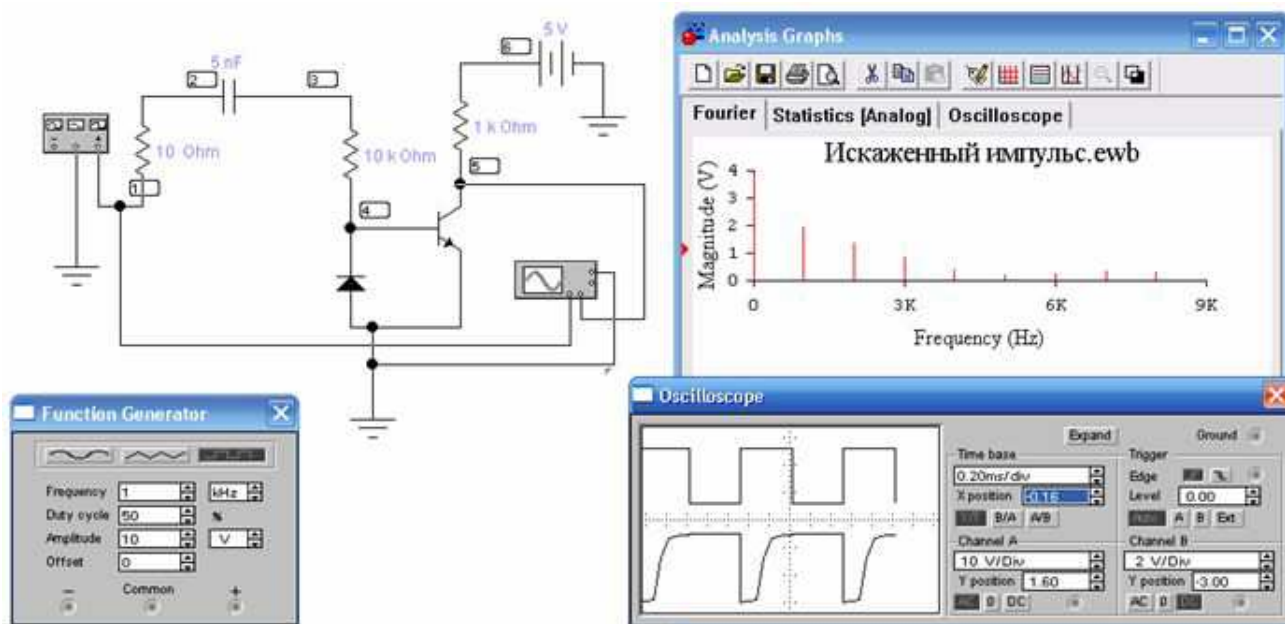 5 nF
2
3
10 Ohm
1
10 k Ohm
4
6
5 V
1 k Ohm
5
Analysis Graphs
Fourier Statistics [Analog] Oscilloscope
Искаженный импульс.ewb
Magnitude (V)
4
3
2
1
0
0 3K 6K 9K
Frequency (Hz)
Function Generator
Frequency 1 kHz
Duty cycle 50 %
Amplitude 10 V
Offset 0
− Common +
Oscilloscope
Expand Ground
Time base
0.20ms/div
X position -0.16
Y/T B/A A/B
Trigger
Edge
Level 0.00
Auto A B Ext
Channel A
10 V/Div
Y position 1.60
AC 0 DC
Channel B
2 V/Div
Y position -3.00
AC 0 DC